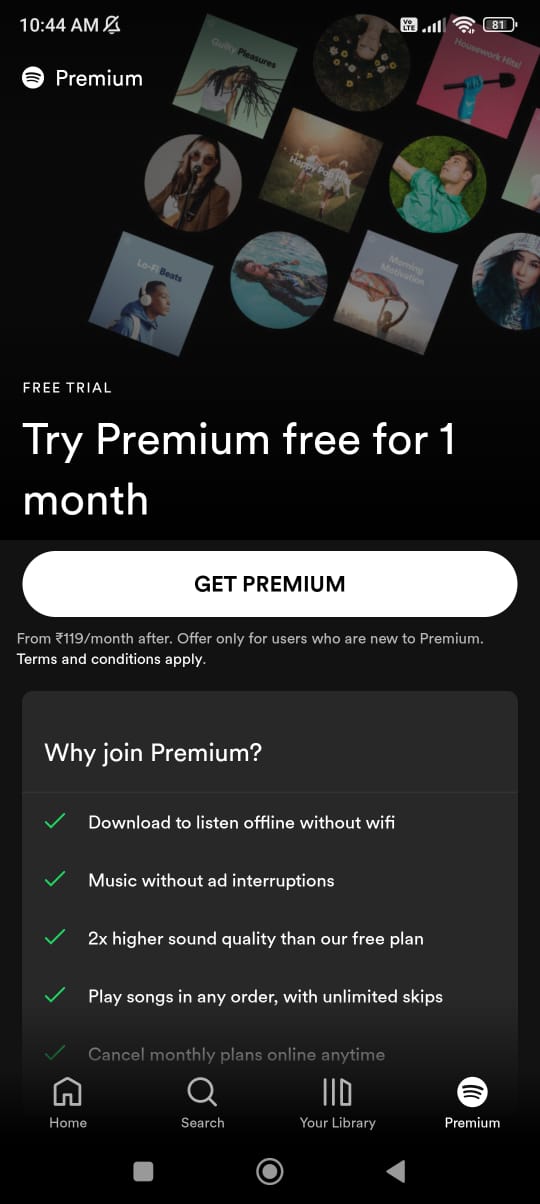 10:44 AM
Vo LTE
81
Premium
Guilty Pleasures
Housework Hits!
Happy Pop Hits
Lo-Fi Beats
Morning
Motivation
FREE TRIAL
Try Premium free for 1
month
GET PREMIUM
From ₹119/month after. Offer only for users who are new to Premium.
Terms and conditions apply.
Why join Premium?
Download to listen offline without wifi
Music without ad interruptions
2x higher sound quality than our free plan
Play songs in any order, with unlimited skips
Cancel monthly plans online anytime
Home
Search
Your Library
Premium